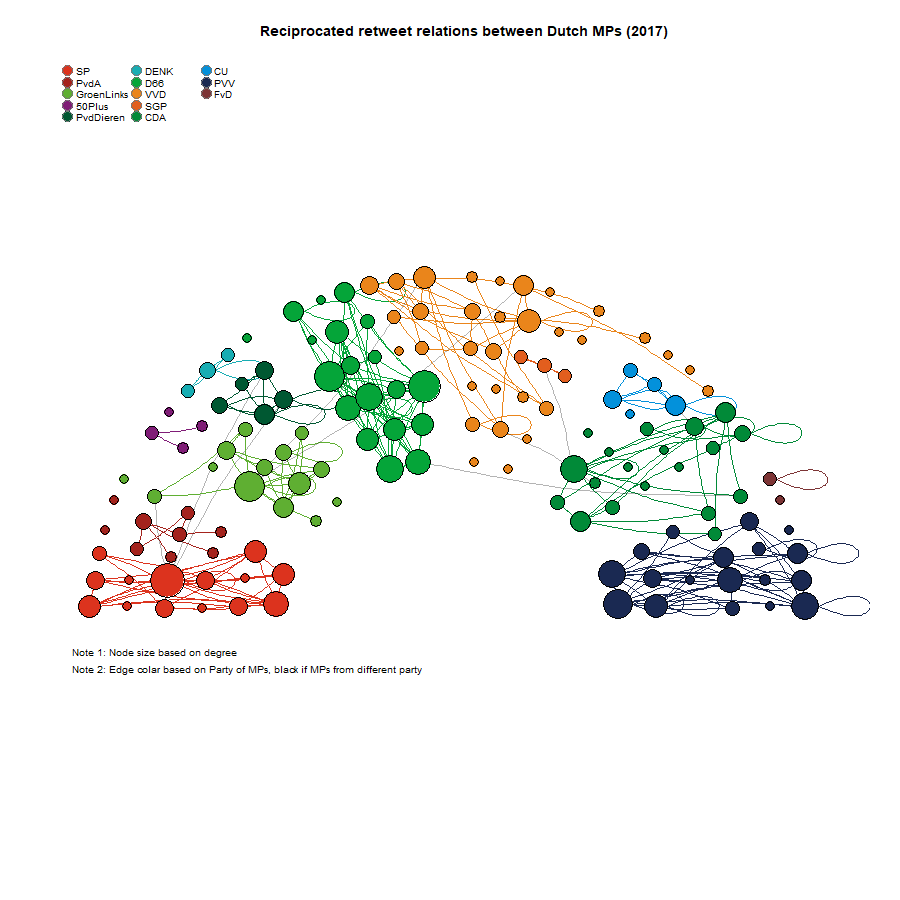 Reciprocated retweet relations between Dutch MPs (2017)
SP
PvdA
GroenLinks
50Plus
PvdDieren
DENK
D66
VVD
SGP
CDA
CU
PVV
FvD
Note 1: Node size based on degree
Note 2: Edge colar based on Party of MPs, black if MPs from different party